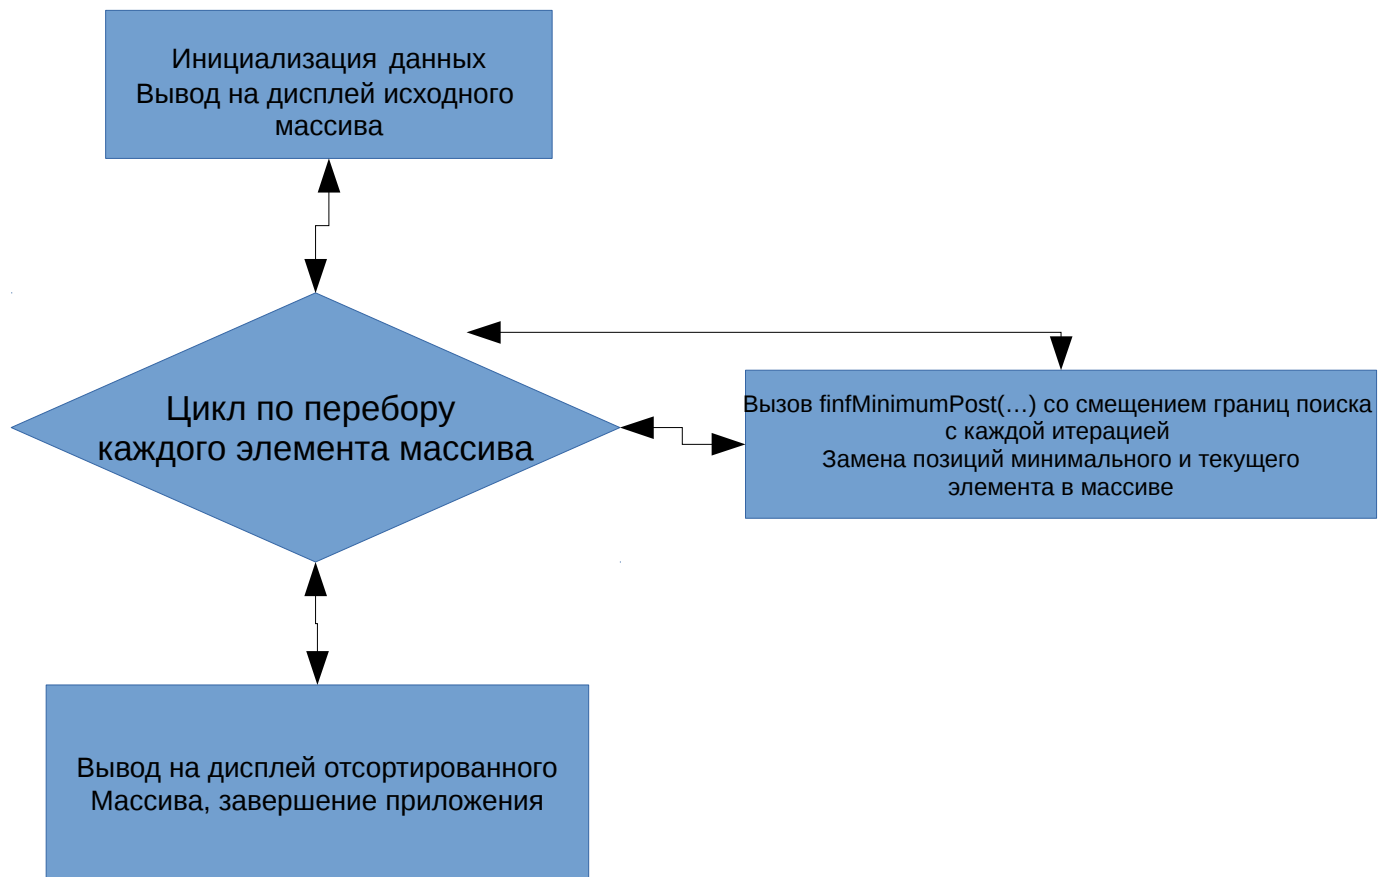 Инициализация данных
Вывод на дисплей исходного
массива
Цикл по перебору
каждого элемента массива
Вызов finfMinimumPost(…) со смещением границ поиска
с каждой итерацией
Замена позиций минимального и текущего
элемента в массиве
Вывод на дисплей отсортированного
Массива, завершение приложения